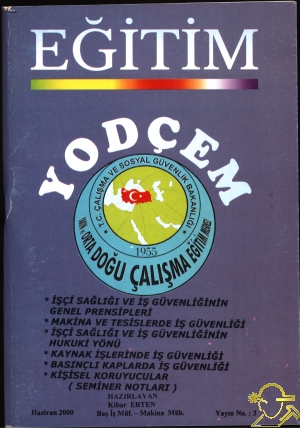 EĞİTİM
YODÇEM
T.C. ÇALIŞMA VE SOSYAL GÜVENLİK BAKANLIĞI
ORTA DOĞU ÇALIŞMA EĞİTİM MERKEZİ
1955
* İŞÇİ SAĞLIĞI VE İŞ GÜVENLİĞİNİN
GENEL PRENSİPLERİ
* MAKİNA VE TESİSLERDE İŞ GÜVENLİĞİ
* İŞÇİ SAĞLIĞI VE İŞ GÜVENLİĞİNİN
HUKUKİ YÖNÜ
* KAYNAK İŞLERİNDE İŞ GÜVENLİĞİ
* BASINÇLI KAPLARDA İŞ GÜVENLİĞİ
* KİŞİSEL KORUYUCULAR
( SEMİNER NOTLARI )
HAZIRLAYAN
Kibar ERTEN
Haziran 2000 Baş İş Müf. - Makina Müh. Yayın No. : 3